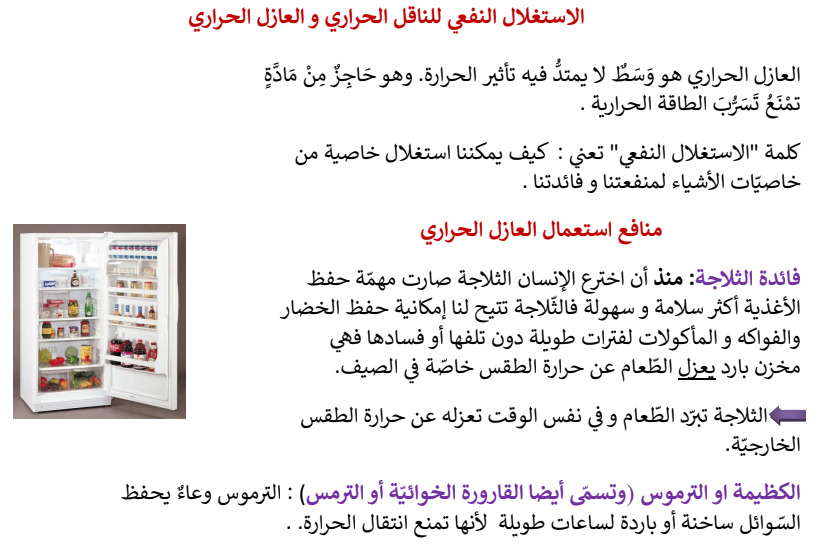 الاستغلال النفعي للناقل الحراري و العازل الحراري
العازل الحراري هو وَسَطٌ لا يمتدُّ فيه تأثير الحرارة. وهو حَاجِزٌ مِنْ مَادَّةٍ
تمْنَعُ تَسَرُّبَ الطاقة الحرارية .
كلمة "الاستغلال النفعي" تعني : كيف يمكننا استغلال خاصية من
خاصيّات الأشياء لمنفعتنا و فائدتنا .
منافع استعمال العازل الحراري
فائدة الثلاجة: منذ أن اخترع الإنسان الثلاجة صارت مهمّة حفظ
الأغذية أكثر سلامة و سهولة فالثّلاجة تتيح لنا إمكانية حفظ الخضار
والفواكه و المأكولات لفترات طويلة دون تلفها أو فسادها فهي
مخزن بارد يعزل الطّعام عن حرارة الطقس خاصّة في الصيف.
الثلاجة تبرّد الطّعام و في نفس الوقت تعزله عن حرارة الطقس
الخارجيّة.
الكظيمة او الترموس (وتسمّى أيضا القارورة الخوائيّة أو الترمس) : الترموس وعاءٌ يحفظ
السّوائل ساخنة أو باردة لساعات طويلة لأنها تمنع انتقال الحرارة. .